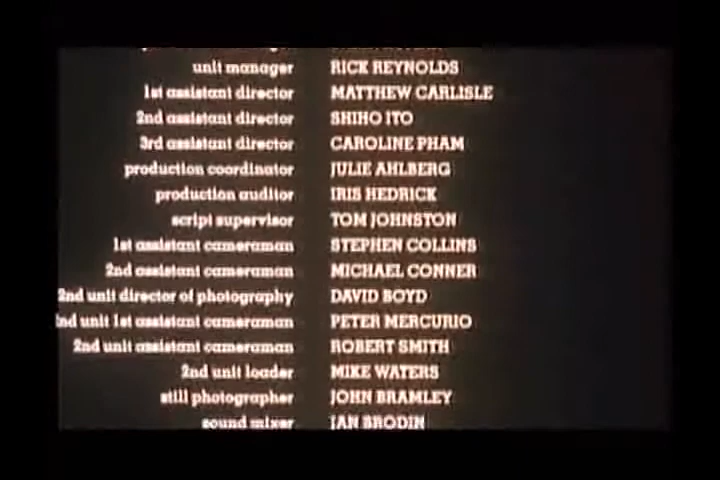 unit manager RICK REYNOLDS
1st assistant director MATTHEW CARLISLE
2nd assistant director SHIHO ITO
3rd assistant director CAROLINE PHAM
production coordinator JULIE AHLBERG
production auditor IRIS HEDRICK
script supervisor TOM JOHNSTON
1st assistant cameraman STEPHEN COLLINS
2nd assistant cameraman MICHAEL CONNER
2nd unit director of photography DAVID BOYD
2nd unit 1st assistant cameraman PETER MERCURIO
2nd unit assistant cameraman ROBERT SMITH
2nd unit loader MIKE WATERS
still photographer JOHN BRAMLEY
sound mixer JAN BRODIN